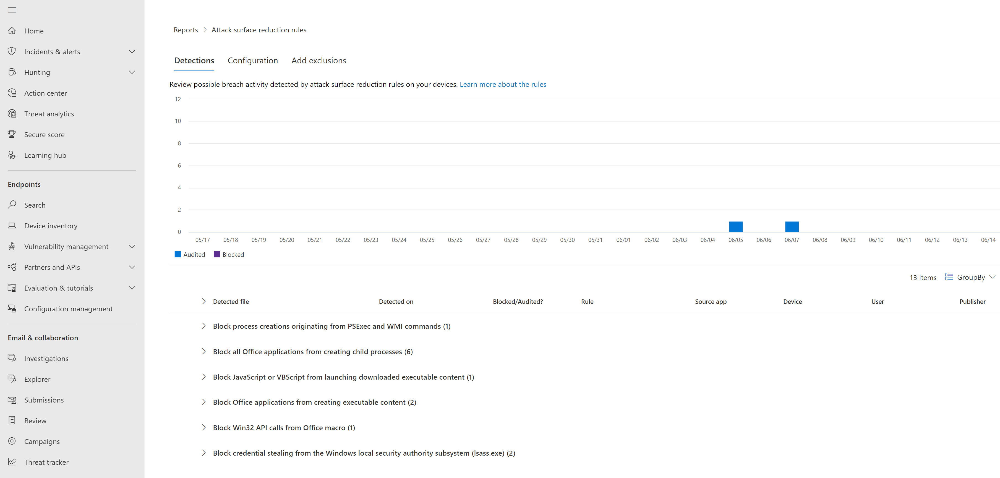 Home
Incidents & alerts
Hunting
Action center
Threat analytics
Secure score
Learning hub
Endpoints
Search
Device inventory
Vulnerability management
Partners and APIs
Evaluation & tutorials
Configuration management
Email & collaboration
Investigations
Explorer
Submissions
Review
Campaigns
Threat tracker
Reports > Attack surface reduction rules
Detections Configuration Add exclusions
Review possible breach activity detected by attack surface reduction rules on your devices. Learn more about the rules
12
10
8
6
4
2
0
05/17 05/18 05/19 05/20 05/21 05/22 05/23 05/24 05/25 05/26 05/27 05/28 05/29 05/30 05/31 06/01 06/02 06/03 06/04 06/05 06/06 06/07 06/08 06/09 06/10 06/11 06/12 06/13 06/14
Audited Blocked
13 items GroupBy
Detected file Detected on Blocked/Audited? Rule Source app Device User Publisher
Block process creations originating from PSExec and WMI commands (1)
Block all Office applications from creating child processes (6)
Block JavaScript or VBScript from launching downloaded executable content (1)
Block Office applications from creating executable content (2)
Block Win32 API calls from Office macro (1)
Block credential stealing from the Windows local security authority subsystem (lsass.exe) (2)